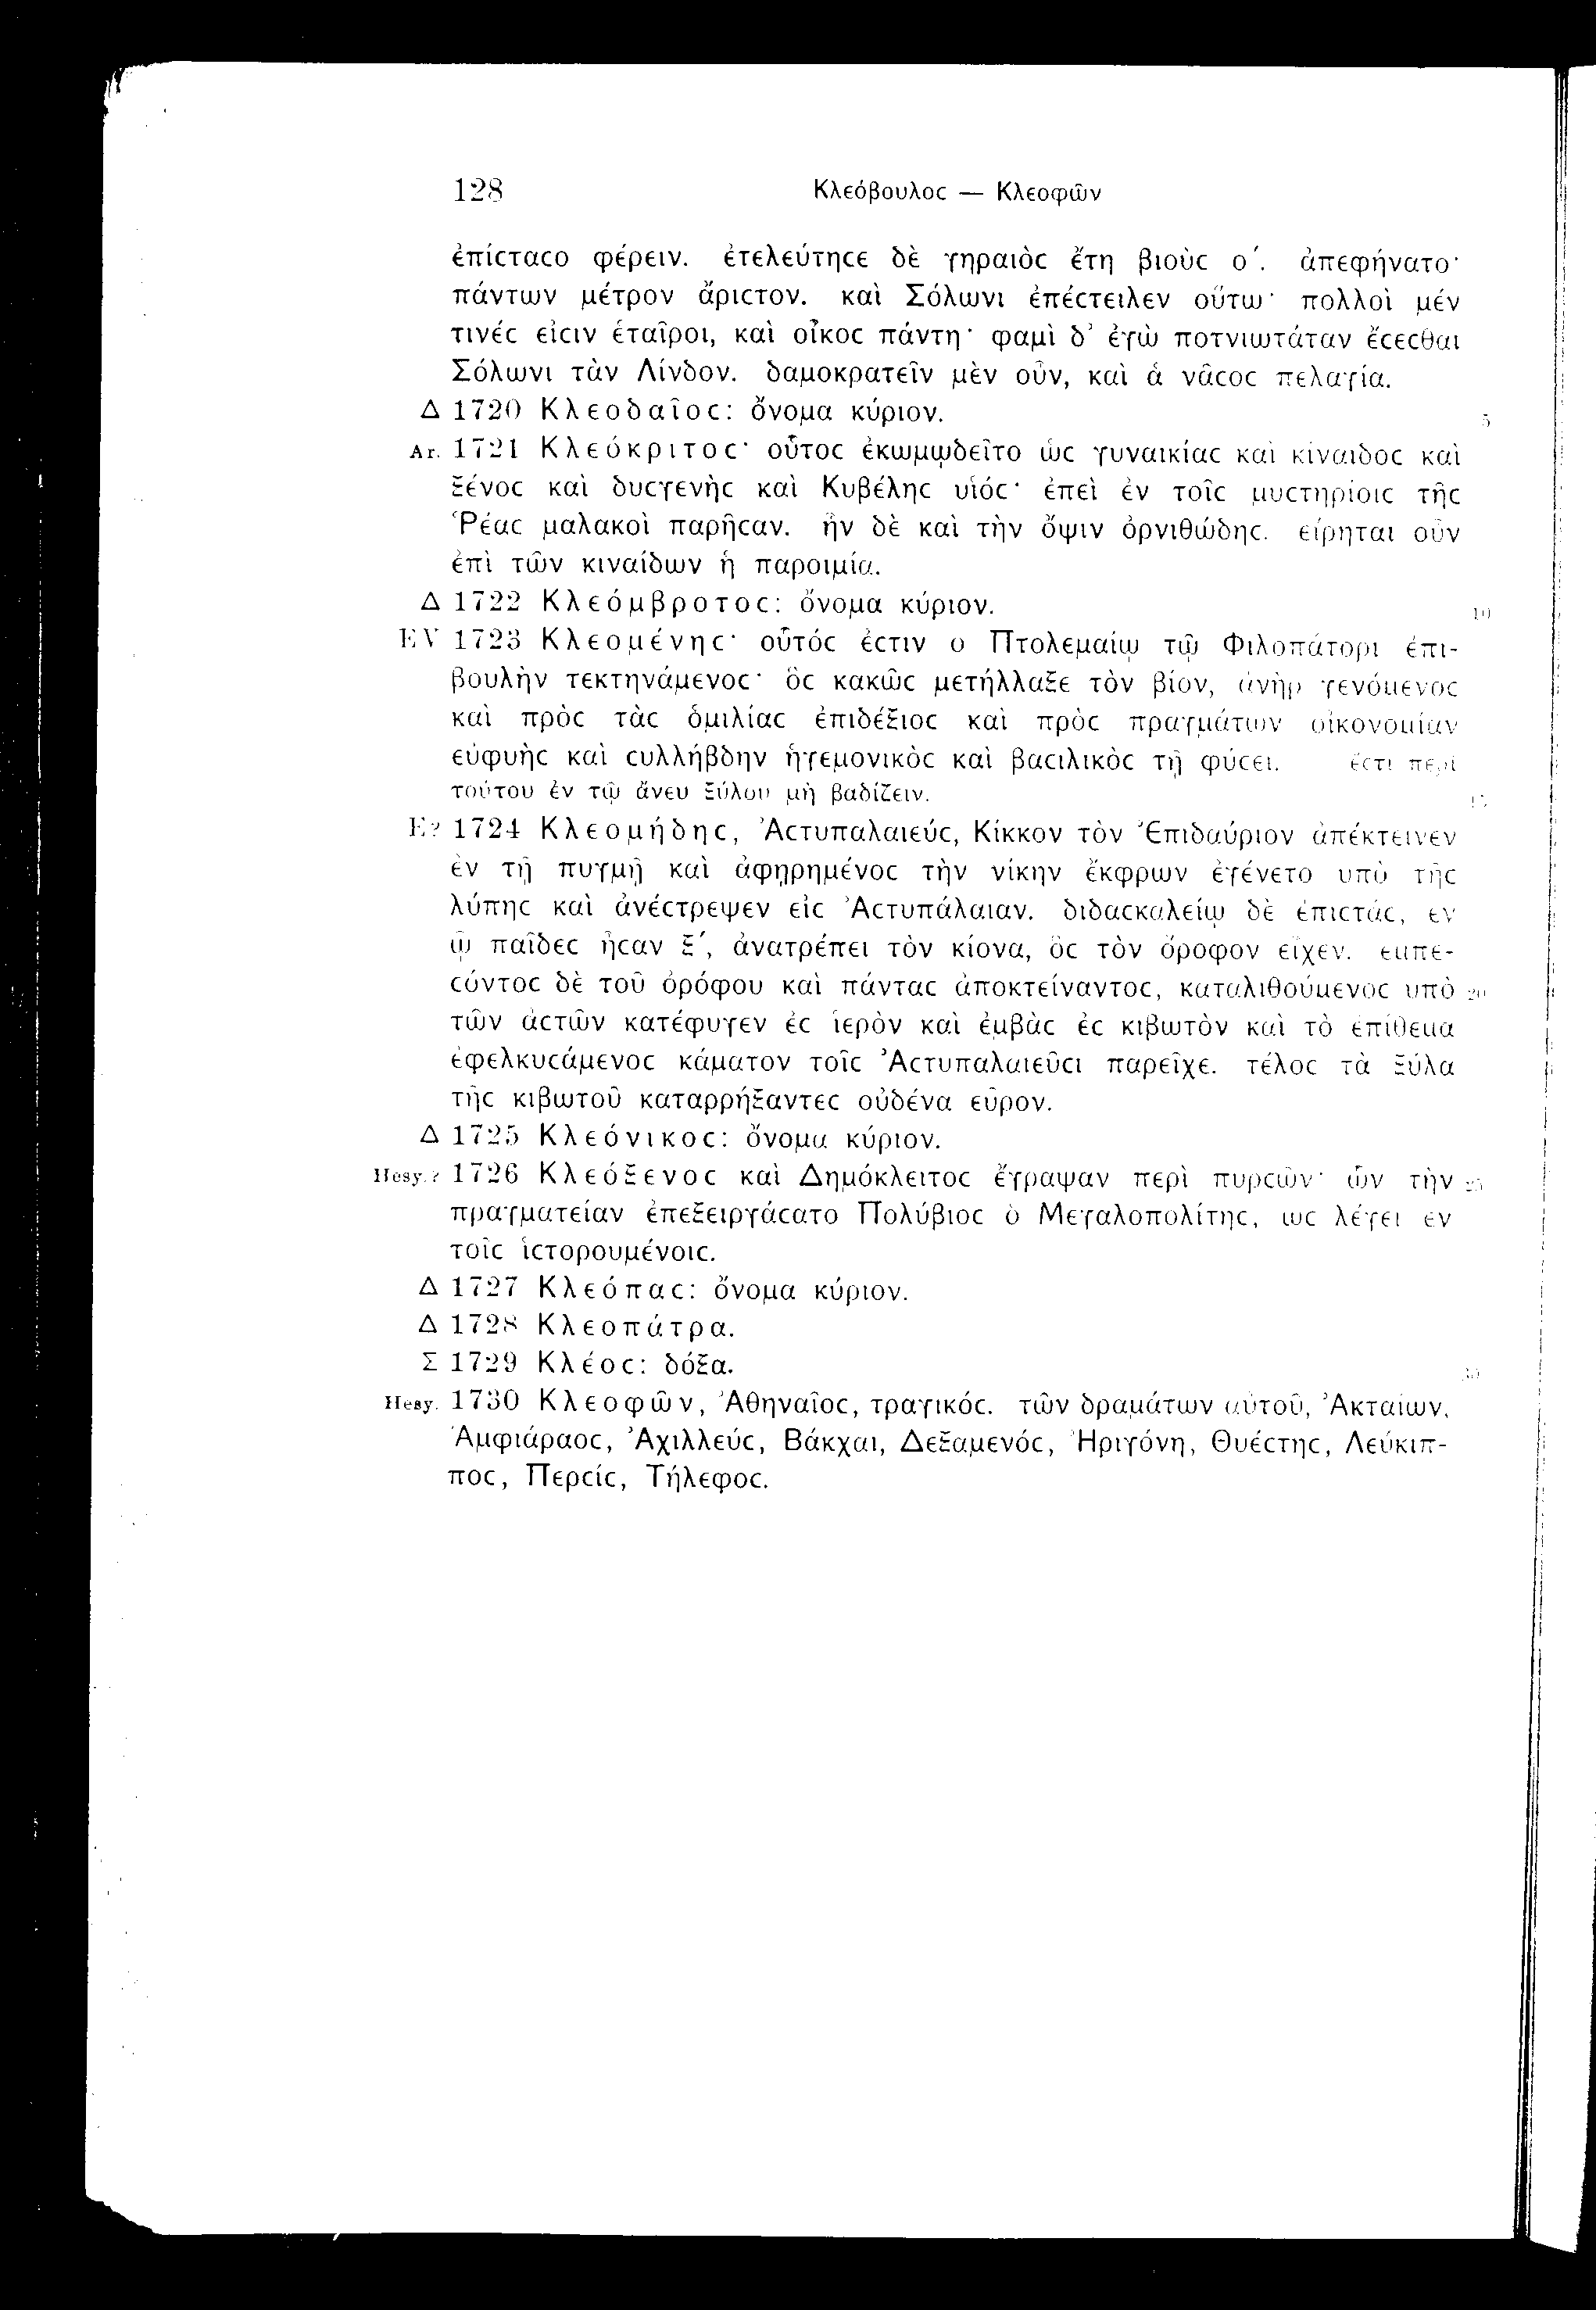 128 Κλεόβουλοϲ — Κλεοφῶν
ἐπίϲταϲο φέρειν. ἐτελεύτηϲε δὲ γηραιὸϲ ἔτη βιοὺϲ ο΄. ἀπεφήνατο·
πάντων μέτρον ἄριϲτον. καὶ Σόλωνι ἐπέϲτειλεν οὕτω· πολλοὶ μέν
τινέϲ εἰϲιν ἑταῖροι, καὶ οἶκοϲ πάντη· φαμὶ δ’ ἐγὼ ποτνιωτάταν ἔϲεϲθαι
Σόλωνι τὰν Λίνδον. δαμοκρατεῖν μὲν οὖν, καὶ ἁ νᾶϲοϲ πελαγία.
Δ 1720 Κλεοδαῖοϲ: ὄνομα κύριον. 5
Ar. 1721 Κλεόκριτοϲ· οὗτοϲ ἐκωμῳδεῖτο ὡϲ γυναικίαϲ καὶ κίναιδοϲ καὶ
ξένοϲ καὶ δυϲγενὴϲ καὶ Κυβέληϲ υἱόϲ· ἐπεὶ ἐν τοῖϲ μυϲτηρίοιϲ τῆϲ
Ῥέαϲ μαλακοὶ παρῆϲαν. ἦν δὲ καὶ τὴν ὄψιν ὀρνιθώδηϲ. εἴρηται οὖν
ἐπὶ τῶν κιναίδων ἡ παροιμία.
Δ 1722 Κλεόμβροτοϲ: ὄνομα κύριον. 10
EV 1723 Κλεομένηϲ· οὗτόϲ ἐϲτιν ὁ Πτολεμαίῳ τῷ Φιλοπάτορι ἐπι-
βουλὴν τεκτηνάμενοϲ· ὃϲ κακῶϲ μετήλλαξε τὸν βίον, ἀνὴρ γενόμενοϲ
καὶ πρὸϲ τὰϲ ὁμιλίαϲ ἐπιδέξιοϲ καὶ πρὸϲ πραγμάτων οἰκονομίαν
εὐφυὴϲ καὶ ϲυλλήβδην ἡγεμονικὸϲ καὶ βαϲιλικὸϲ τῇ φύϲει. ἔϲτι περὶ
τούτου ἐν τῷ ἄνευ ξύλου μὴ βαδίζειν. 15
E? 1724 Κλεομήδηϲ, Ἀϲτυπαλαιεύϲ, Κίκκον τὸν Ἐπιδαύριον ἀπέκτεινεν
ἐν τῇ πυγμῇ καὶ ἀφῃρημένοϲ τὴν νίκην ἔκφρων ἐγένετο ὑπὸ τῆϲ
λύπηϲ καὶ ἀνέϲτρεψεν εἰϲ Ἀϲτυπάλαιαν. διδαϲκαλείῳ δὲ ἐπιϲτάϲ, ἐν
ᾧ παῖδεϲ ἦϲαν ξ΄, ἀνατρέπει τὸν κίονα, ὃϲ τὸν ὄροφον εἶχεν. ἐμπε-
ϲόντοϲ δὲ τοῦ ὀρόφου καὶ πάνταϲ ἀποκτείναντοϲ, καταλιθούμενοϲ ὑπὸ 20
τῶν ἀϲτῶν κατέφυγεν ἐϲ ἱερὸν καὶ ἐμβὰϲ ἐϲ κιβωτὸν καὶ τὸ ἐπίθεμα
ἐφελκυϲάμενοϲ κάματον τοῖϲ Ἀϲτυπαλαιεῦϲι παρεῖχε. τέλοϲ τὰ ξύλα
τῆϲ κιβωτοῦ καταρρήξαντεϲ οὐδένα εὗρον.
Δ 1725 Κλεόνικοϲ: ὄνομα κύριον.
Hesy.? 1726 Κλεόξενοϲ καὶ Δημόκλειτοϲ ἔγραψαν περὶ πυρϲῶν· ὧν τὴν 25
πραγματείαν ἐπεξειργάϲατο Πολύβιοϲ ὁ Μεγαλοπολίτηϲ, ὡϲ λέγει ἐν
τοῖϲ ἱϲτορουμένοιϲ.
Δ 1727 Κλεόπαϲ: ὄνομα κύριον.
Δ 1728 Κλεοπάτρα.
Σ 1729 Κλέοϲ: δόξα. 30
Hesy. 1730 Κλεοφῶν, Ἀθηναῖοϲ, τραγικόϲ. τῶν δραμάτων αὐτοῦ, Ἀκταίων,
Ἀμφιάραοϲ, Ἀχιλλεύϲ, Βάκχαι, Δεξαμενόϲ, Ἠριγόνη, Θυέϲτηϲ, Λεύκιπ-
ποϲ, Περϲίϲ, Τήλεφοϲ.